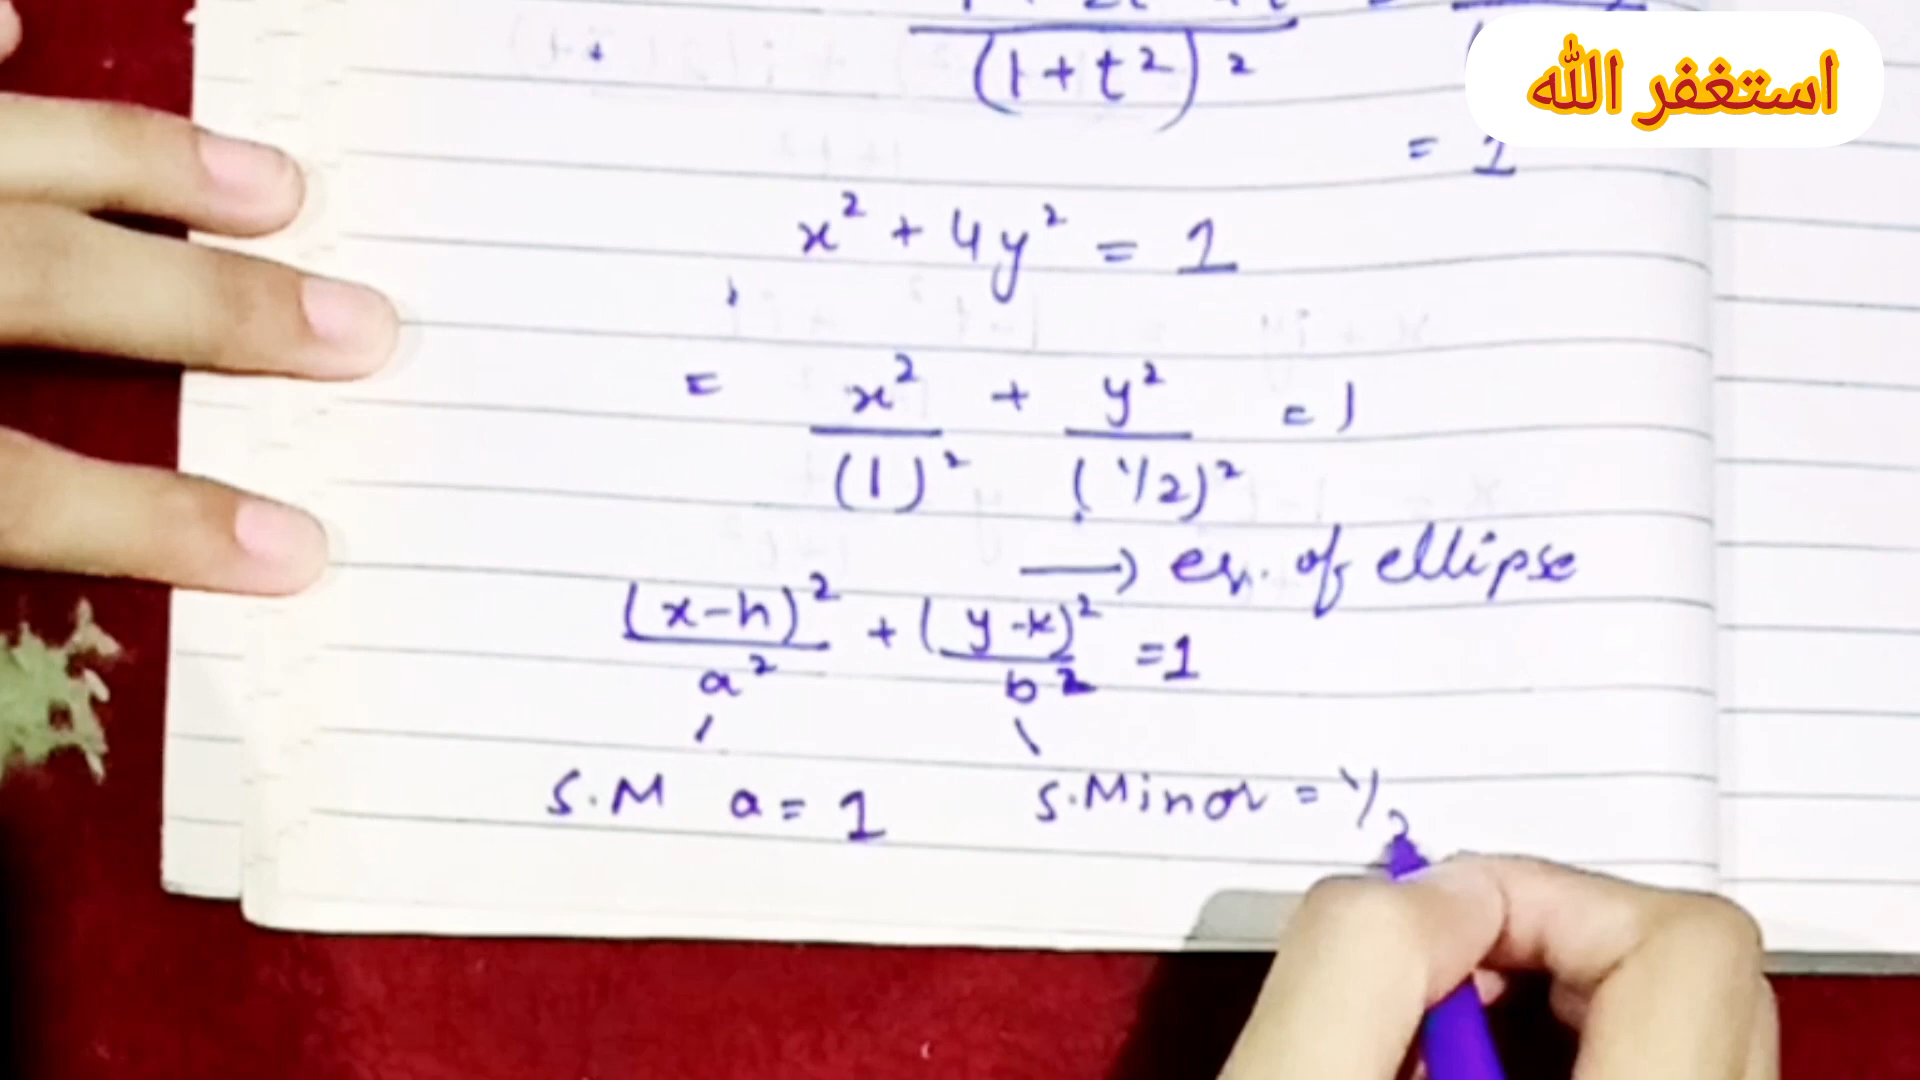 (1+t²)²
استغفر الله
= 1
x² + 4y² = 1
= x²/(1)² + y²/(1/2)² = 1
→ eq. of ellipse
(x-h)²/a² + (y-k)²/b² = 1
S.M a = 1 S.Minor = 1/2